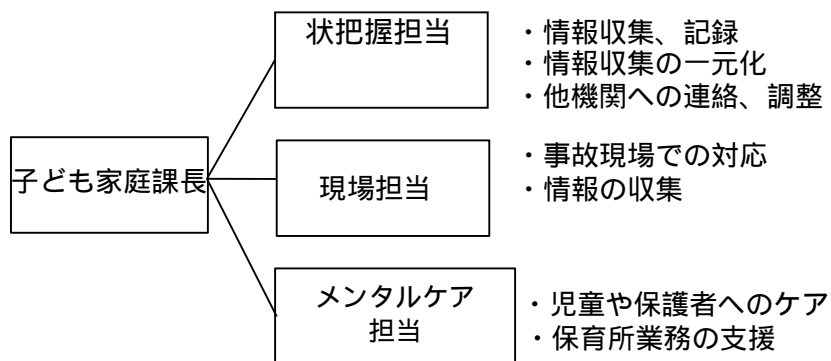 状把握担当
・情報収集、記録
・情報収集の一元化
・他機関への連絡、調整
子ども家庭課長
現場担当
・事故現場での対応
・情報の収集
メンタルケア
担当
・児童や保護者へのケア
・保育所業務の支援